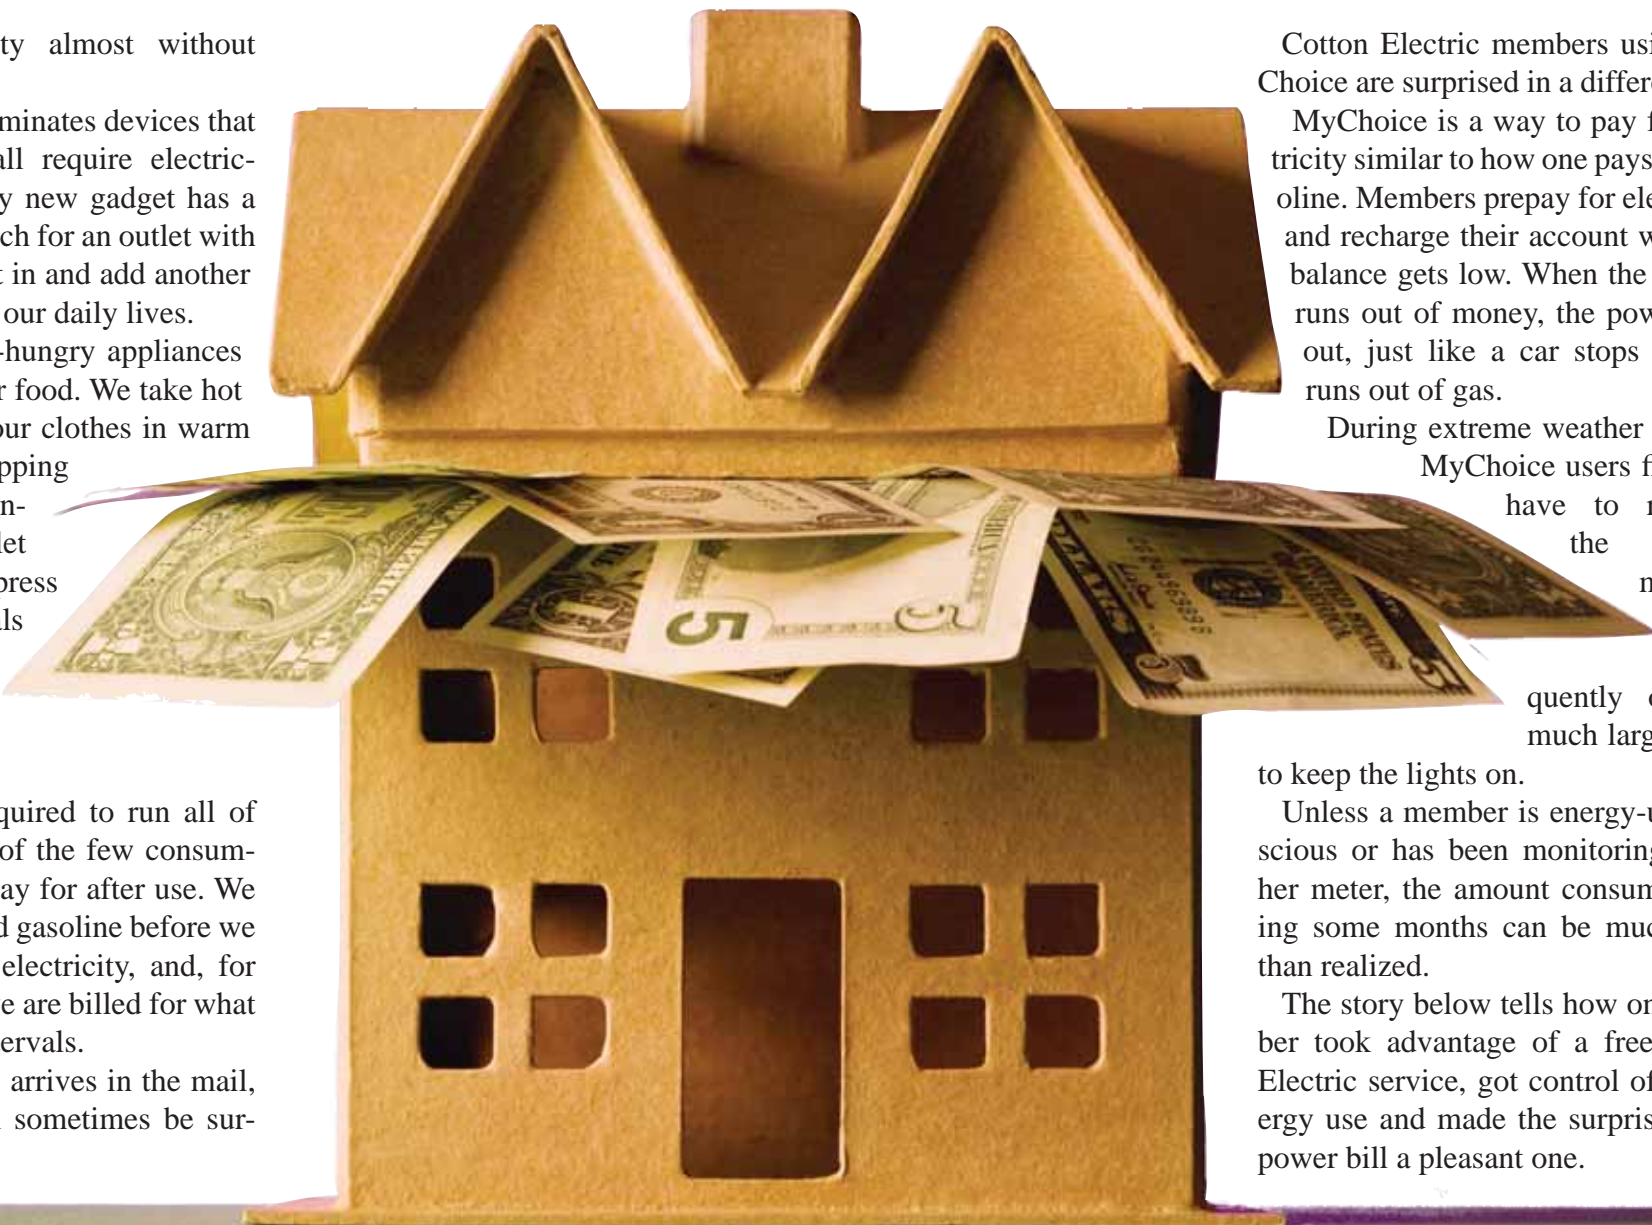 ty almost without
minates devices that
all require electric-
y new gadget has a
ch for an outlet with
t in and add another
our daily lives.
-hungry appliances
r food. We take hot
our clothes in warm
pping
n-
let
press
ls
quired to run all of
of the few consum-
ay for after use. We
d gasoline before we
electricity, and, for
e are billed for what
ervals.
arrives in the mail,
sometimes be sur-
Cotton Electric members usi
Choice are surprised in a differe
MyChoice is a way to pay f
tricity similar to how one pays
oline. Members prepay for ele
and recharge their account w
balance gets low. When the
runs out of money, the pow
out, just like a car stops
runs out of gas.
During extreme weather
MyChoice users fi
have to r
the
n
quently
much larg
to keep the lights on.
Unless a member is energy-u
scious or has been monitoring
her meter, the amount consum
ing some months can be muc
than realized.
The story below tells how on
ber took advantage of a free
Electric service, got control of
ergy use and made the surpris
power bill a pleasant one.
5
5
1
5